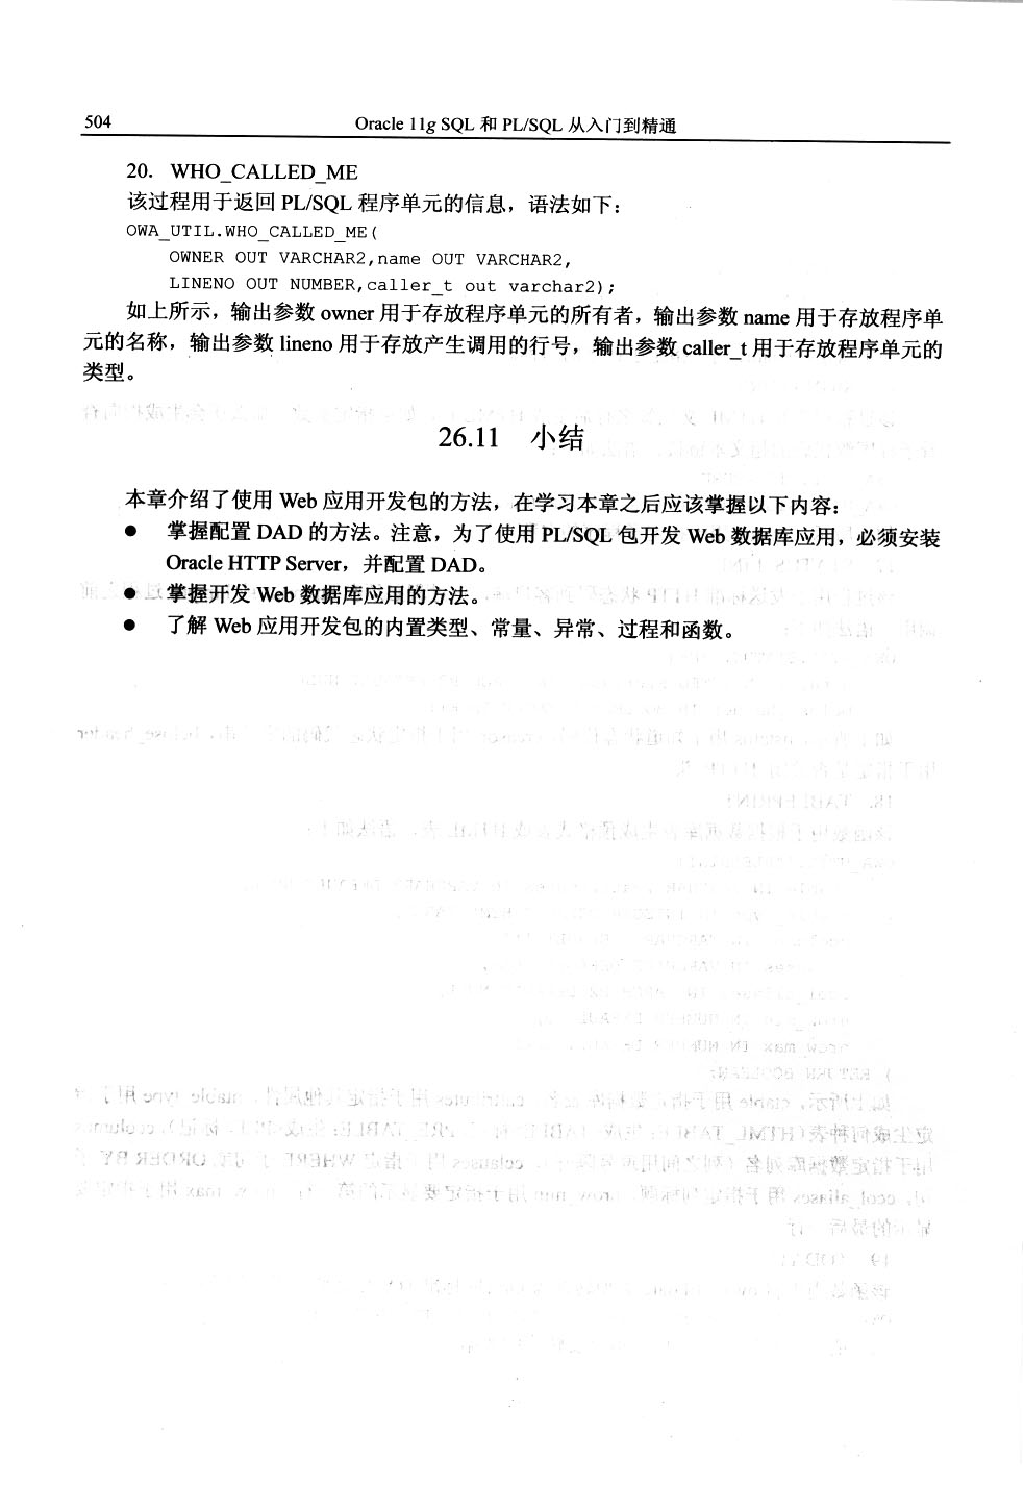 504
Oracle 11g SQL 和 PL/SQL 从入门到精通
20. WHO_CALLED_ME
该过程用于返回 PL/SQL 程序单元的信息，语法如下：
OWA_UTIL.WHO_CALLED_ME(
OWNER OUT VARCHAR2,name OUT VARCHAR2,
LINENO OUT NUMBER,caller_t out varchar2);
如上所示，输出参数 owner 用于存放程序单元的所有者，输出参数 name 用于存放程序单
元的名称，输出参数 lineno 用于存放产生调用的行号，输出参数 caller_t 用于存放程序单元的
类型。
26.11 小结
本章介绍了使用 Web 应用开发包的方法，在学习本章之后应该掌握以下内容：
● 掌握配置 DAD 的方法。注意，为了使用 PL/SQL 包开发 Web 数据库应用，必须安装
Oracle HTTP Server，并配置 DAD。
● 掌握开发 Web 数据库应用的方法。
● 了解 Web 应用开发包的内置类型、常量、异常、过程和函数。